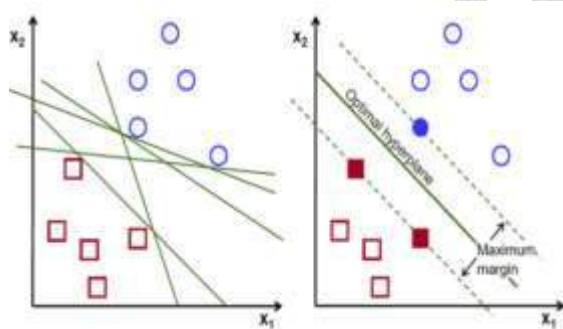 X₂
X₁
X₂
Optimal hyperplane
Maximum
margin
X₁